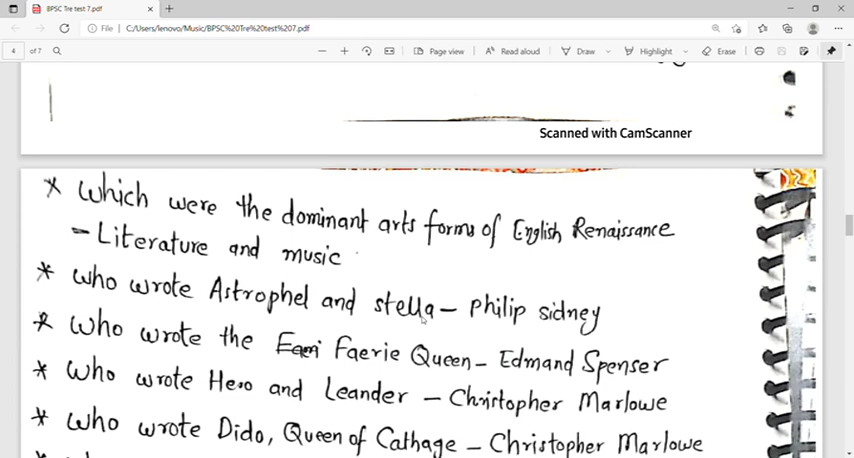 BPSC Tre test 7.pdf
File
C:/Users/lenovo/Music/BPSC%20Tre%20test%207.pdf
4 of 7
Page view
Read aloud
Draw
Highlight
Erase
Scanned with CamScanner
* Which were the dominant arts forms of English Renaissance
- Literature and music
* Who wrote Astrophel and stella - Philip sidney
* Who wrote the Faerie Queen - Edmand Spenser
* Who wrote Hero and Leander - Christopher Marlowe
* Who wrote Dido, Queen of Cathage - Christopher Marlowe